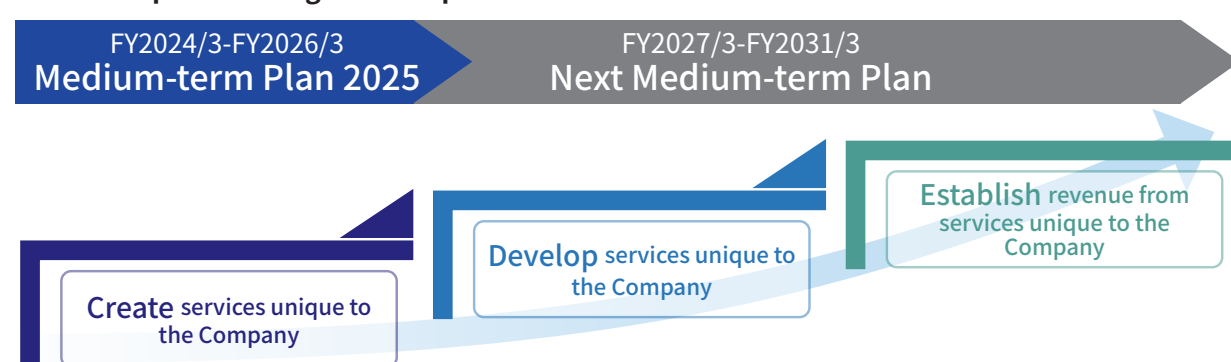 FY2024/3-FY2026/3
Medium-term Plan 2025
FY2027/3-FY2031/3
Next Medium-term Plan
Create services unique to
the Company
Develop services unique to
the Company
Establish revenue from
services unique to the
Company